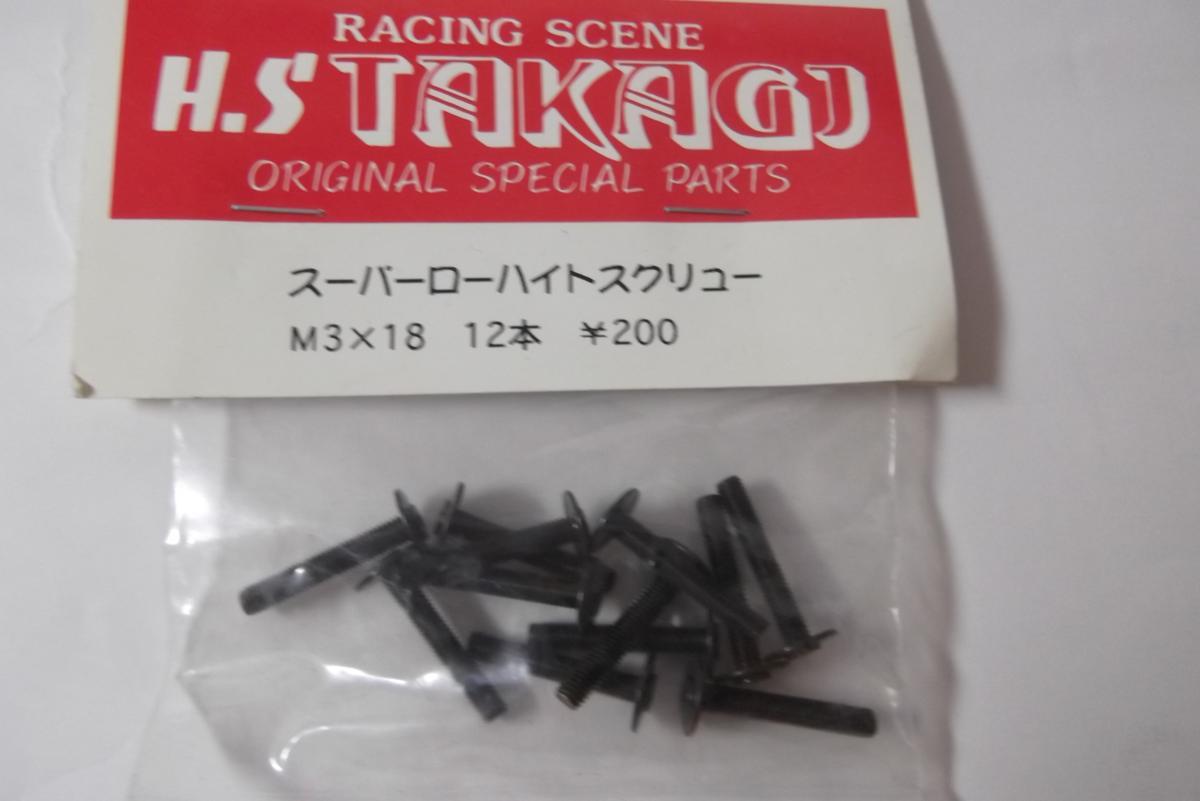 RACING SCENE
H.S TAKAGI
ORIGINAL SPECIAL PARTS
スーパーローハイトスクリュー
M3×18 12本 ¥200